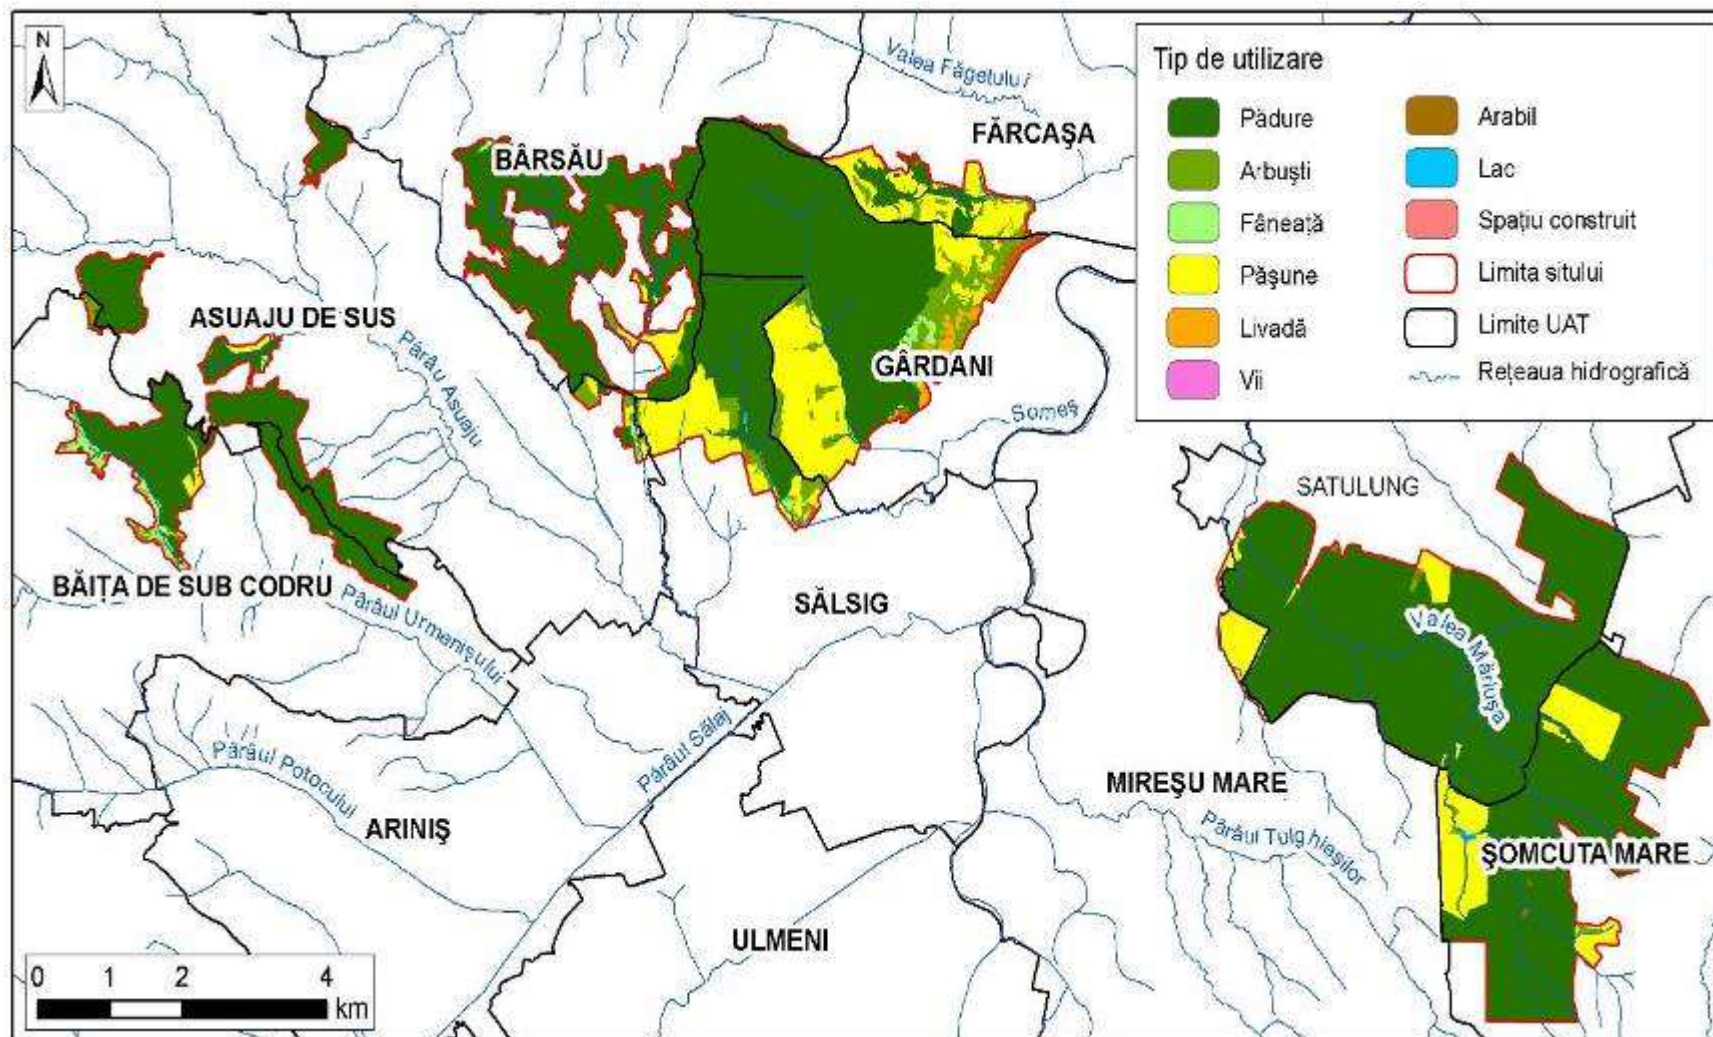 N
Valea Făgetului
FĂRCAȘA
BÂRSĂU
ASUAJU DE SUS
Pârâu Asuaju
GÂRDANI
Someș
SATULUNG
BĂIȚA DE SUB CODRU
Pârâul Urmenișului
SĂLSIG
Valea Măriușa
Pârâul Sălaj
Pârâul Potocului
ARINIȘ
MIREȘU MARE
Pârâul Tulghieșilor
ȘOMCUTA MARE
ULMENI
0 1 2 4
km
Tip de utilizare
Pădure
Arbuști
Fâneață
Pășune
Livadă
Vii
Arabil
Lac
Spațiu construit
Limita sitului
Limite UAT
Rețeaua hidrografică